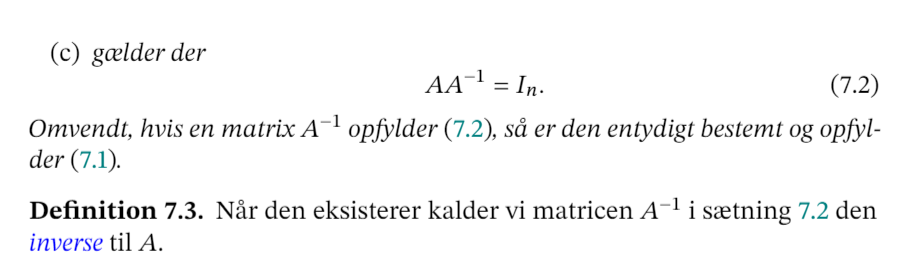 (c) gælder der
AA⁻¹ = Iₙ. (7.2)
Omvendt, hvis en matrix A⁻¹ opfylder (7.2), så er den entydigt bestemt og opfyl-
der (7.1).
Definition 7.3. Når den eksisterer kalder vi matricen A⁻¹ i sætning 7.2 den
inverse til A.